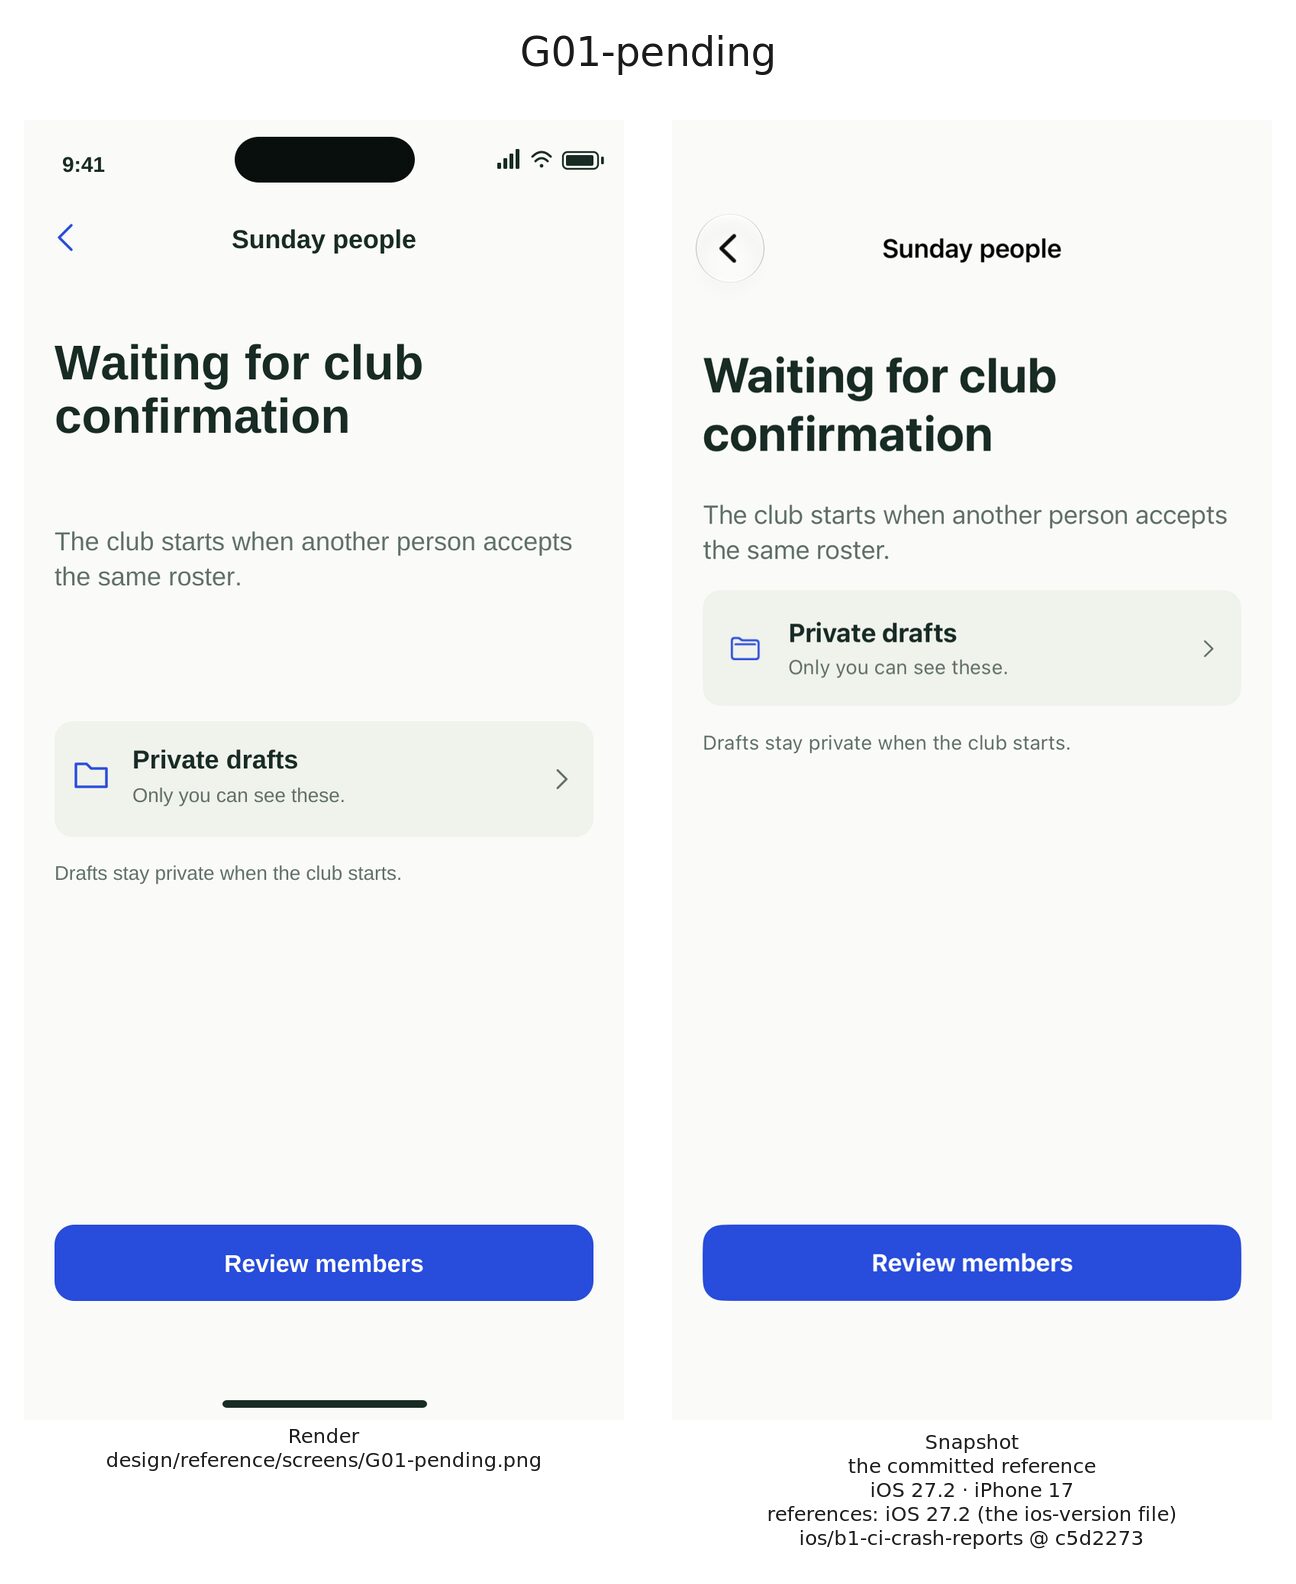 G01-pending
9:41
Sunday people
Waiting for club
confirmation
The club starts when another person accepts
the same roster.
Private drafts
Only you can see these.
Drafts stay private when the club starts.
Review members
Render
design/reference/screens/G01-pending.png
Sunday people
Waiting for club
confirmation
The club starts when another person accepts
the same roster.
Private drafts
Only you can see these.
Drafts stay private when the club starts.
Review members
Snapshot
the committed reference
iOS 27.2 · iPhone 17
references: iOS 27.2 (the ios-version file)
ios/b1-ci-crash-reports @ c5d2273